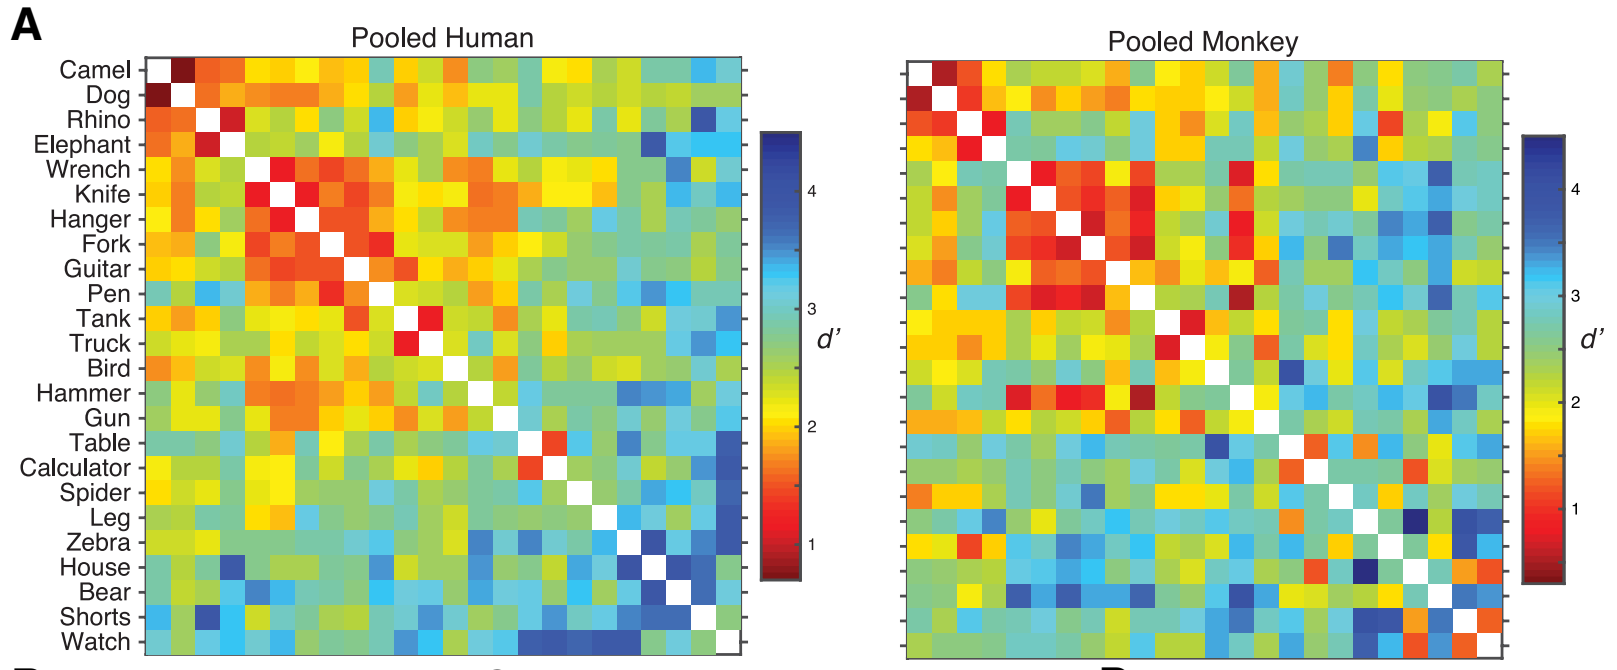 A
Pooled Human
Pooled Monkey
Camel
Dog
Rhino
Elephant
Wrench
Knife
Hanger
Fork
Guitar
Pen
Tank
Truck
Bird
Hammer
Gun
Table
Calculator
Spider
Leg
Zebra
House
Bear
Shorts
Watch
4
3
2
1
d’
4
3
2
1
d’